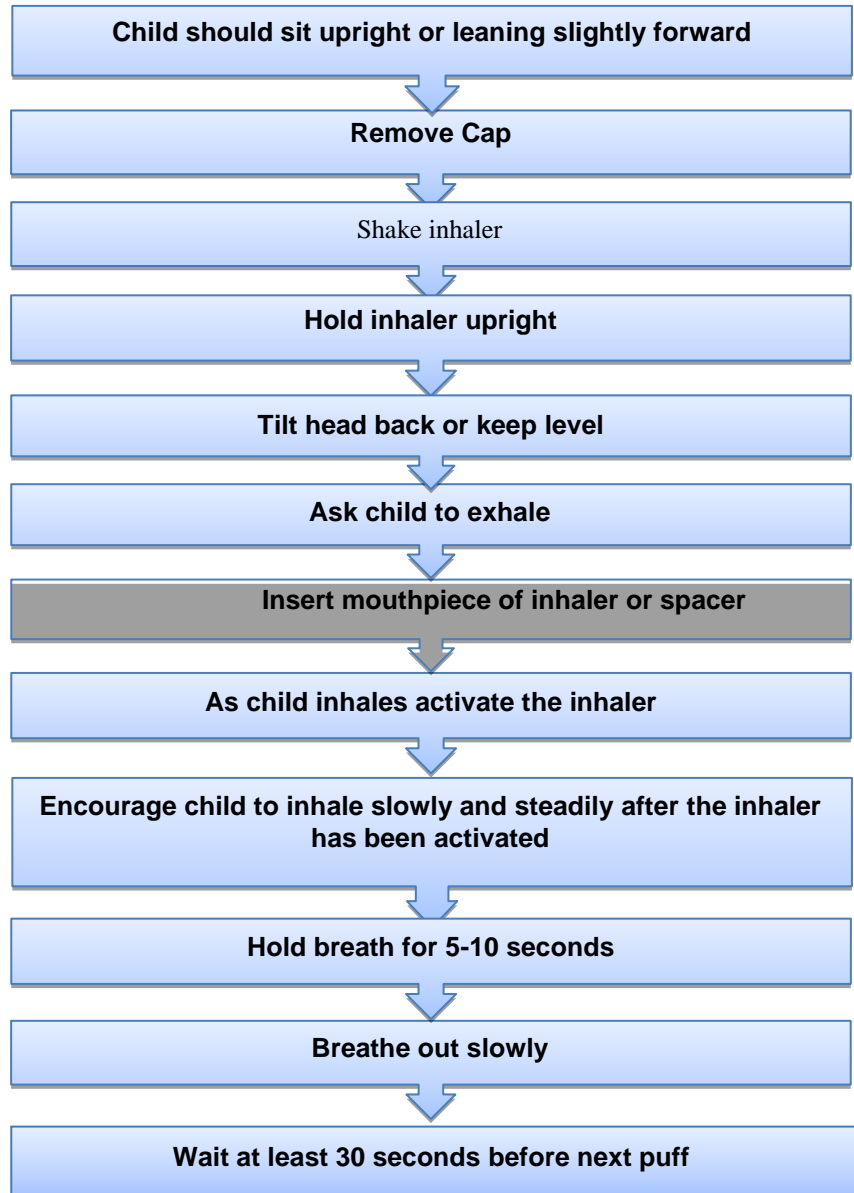 Child should sit upright or leaning slightly forward
Remove Cap
Shake inhaler
Hold inhaler upright
Tilt head back or keep level
Ask child to exhale
Insert mouthpiece of inhaler or spacer
As child inhales activate the inhaler
Encourage child to inhale slowly and steadily after the inhaler
has been activated
Hold breath for 5-10 seconds
Breathe out slowly
Wait at least 30 seconds before next puff